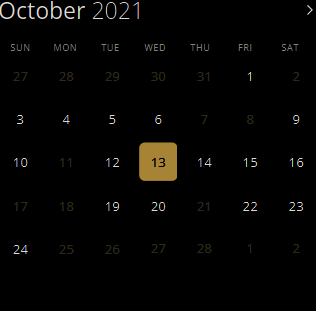 October 2021
SUN MON TUE WED THU FRI SAT
27 28 29 30 31 1 2
3 4 5 6 7 8 9
10 11 12 13 14 15 16
17 18 19 20 21 22 23
24 25 26 27 28 1 2